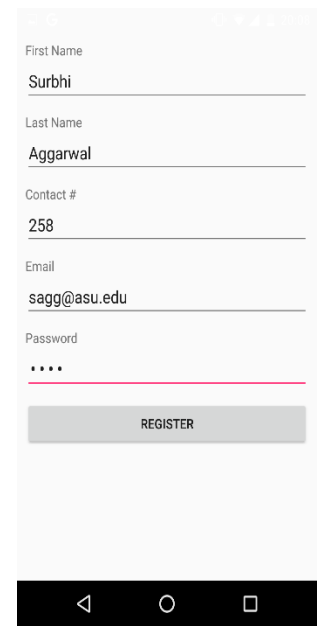 First Name
Surbhi
Last Name
Aggarwal
Contact #
258
Email
sagg@asu.edu
Password
••••
REGISTER